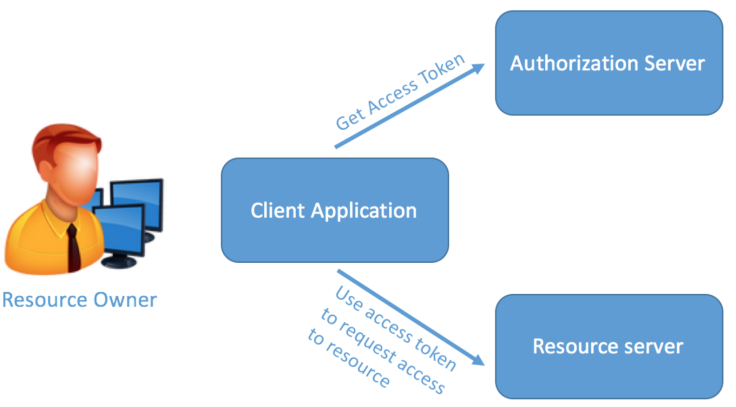 Get Access Token
Authorization Server
Client Application
Resource Owner
Use access token
to request access
to resource
Resource server